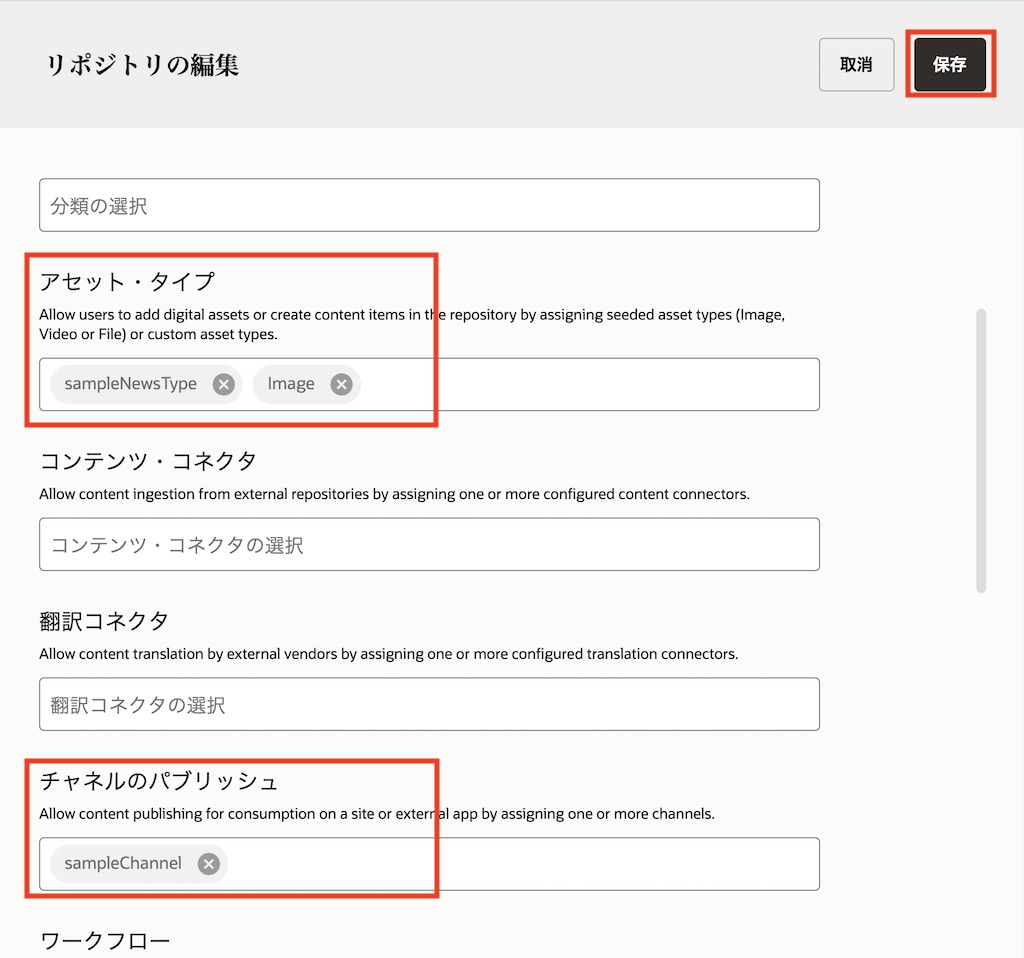 リポジトリの編集
取消
保存
分類の選択
アセット・タイプ
Allow users to add digital assets or create content items in the repository by assigning seeded asset types (Image,
Video or File) or custom asset types.
sampleNewsType
Image
コンテンツ・コネクタ
Allow content ingestion from external repositories by assigning one or more configured content connectors.
コンテンツ・コネクタの選択
翻訳コネクタ
Allow content translation by external vendors by assigning one or more configured translation connectors.
翻訳コネクタの選択
チャネルのパブリッシュ
Allow content publishing for consumption on a site or external app by assigning one or more channels.
sampleChannel
ワークフロー